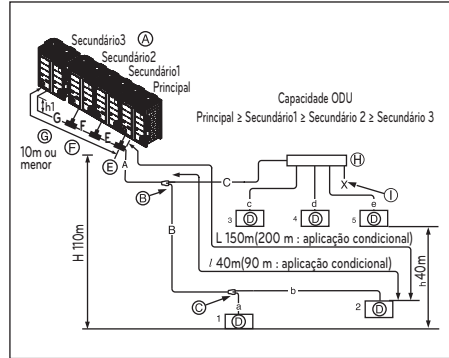 Secundário3 Ⓐ
Secundário2
Secundário1
Principal
Capacidade ODU
Principal ≥ Secundário1 ≥ Secundário 2 ≥ Secundário 3
h1
G
F
E
A
Ⓖ
Ⓕ
Ⓔ
10m ou
menor
Ⓑ
C
Ⓗ
X
Ⓘ
c
d
e
3 Ⓓ
4 Ⓓ
5 Ⓓ
H 110m
B
L 150m(200 m : aplicação condicional)
l 40m(90 m : aplicação condicional)
h 40m
Ⓒ
b
a
1 Ⓓ
2 Ⓓ